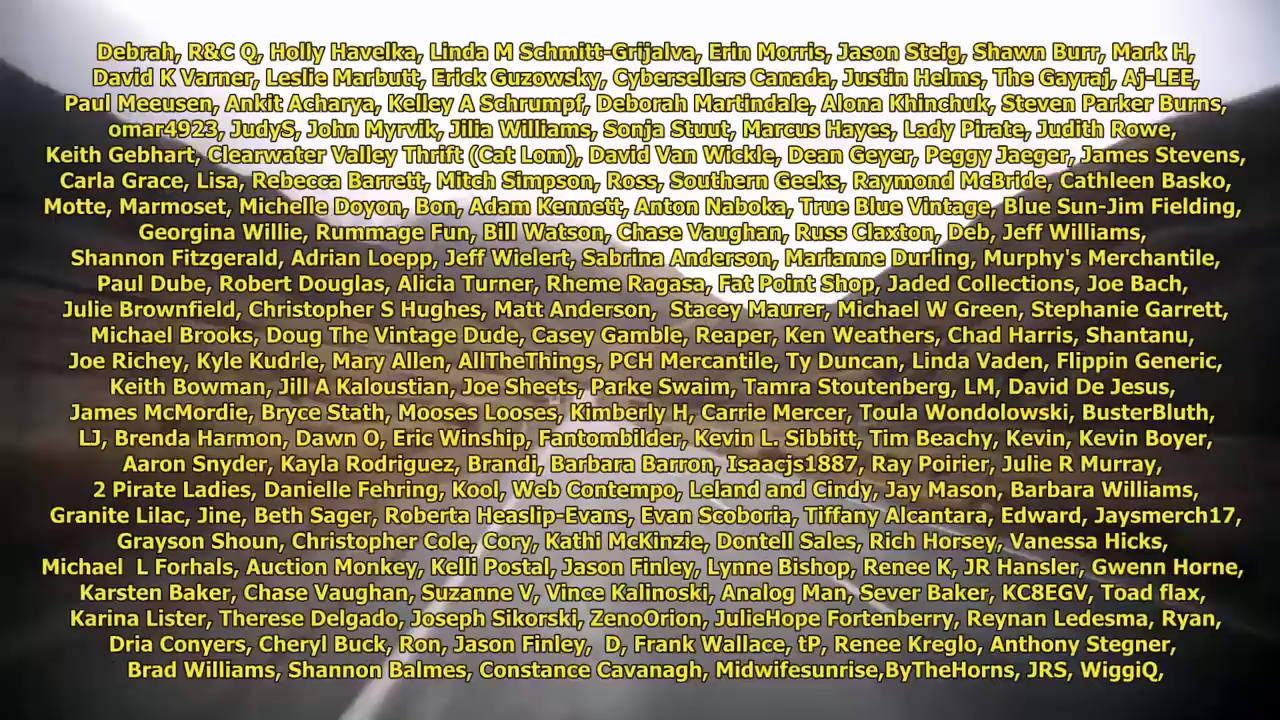 Debrah, R&C Q, Holly Havelka, Linda M Schmitt-Grijalva, Erin Morris, Jason Steig, Shawn Burr, Mark H,
David K Varner, Leslie Marbutt, Erick Guzowsky, Cybersellers Canada, Justin Helms, The Gayraj, Aj-LEE,
Paul Meeusen, Ankit Acharya, Kelley A Schrumpf, Deborah Martindale, Alona Khinchuk, Steven Parker Burns,
omar4923, JudyS, John Myrvik, Jilia Williams, Sonja Stuut, Marcus Hayes, Lady Pirate, Judith Rowe,
Keith Gebhart, Clearwater Valley Thrift (Cat Lom), David Van Wickle, Dean Geyer, Peggy Jaeger, James Stevens,
Carla Grace, Lisa, Rebecca Barrett, Mitch Simpson, Ross, Southern Geeks, Raymond McBride, Cathleen Basko,
Motte, Marmoset, Michelle Doyon, Bon, Adam Kennett, Anton Naboka, True Blue Vintage, Blue Sun-Jim Fielding,
Georgina Willie, Rummage Fun, Bill Watson, Chase Vaughan, Russ Claxton, Deb, Jeff Williams,
Shannon Fitzgerald, Adrian Loepp, Jeff Wielert, Sabrina Anderson, Marianne Durling, Murphy's Merchantile,
Paul Dube, Robert Douglas, Alicia Turner, Rheme Ragasa, Fat Point Shop, Jaded Collections, Joe Bach,
Julie Brownfield, Christopher S Hughes, Matt Anderson,  Stacey Maurer, Michael W Green, Stephanie Garrett,
Michael Brooks, Doug The Vintage Dude, Casey Gamble, Reaper, Ken Weathers, Chad Harris, Shantanu,
Joe Richey, Kyle Kudrle, Mary Allen, AllTheThings, PCH Mercantile, Ty Duncan, Linda Vaden, Flippin Generic,
Keith Bowman, Jill A Kaloustian, Joe Sheets, Parke Swaim, Tamra Stoutenberg, LM, David De Jesus,
James McMordie, Bryce Stath, Mooses Looses, Kimberly H, Carrie Mercer, Toula Wondolowski, BusterBluth,
LJ, Brenda Harmon, Dawn O, Eric Winship, Fantombilder, Kevin L. Sibbitt, Tim Beachy, Kevin, Kevin Boyer,
Aaron Snyder, Kayla Rodriguez, Brandi, Barbara Barron, Isaacjs1887, Ray Poirier, Julie R Murray,
2 Pirate Ladies, Danielle Fehring, Kool, Web Contempo, Leland and Cindy, Jay Mason, Barbara Williams,
Granite Lilac, Jine, Beth Sager, Roberta Heaslip-Evans, Evan Scoboria, Tiffany Alcantara, Edward, Jaysmerch17,
Grayson Shoun, Christopher Cole, Cory, Kathi McKinzie, Dontell Sales, Rich Horsey, Vanessa Hicks,
Michael  L Forhals, Auction Monkey, Kelli Postal, Jason Finley, Lynne Bishop, Renee K, JR Hansler, Gwenn Horne,
Karsten Baker, Chase Vaughan, Suzanne V, Vince Kalinoski, Analog Man, Sever Baker, KC8EGV, Toad flax,
Karina Lister, Therese Delgado, Joseph Sikorski, ZenoOrion, JulieHope Fortenberry, Reynan Ledesma, Ryan,
Dria Conyers, Cheryl Buck, Ron, Jason Finley,  D, Frank Wallace, tP, Renee Kreglo, Anthony Stegner,
Brad Williams, Shannon Balmes, Constance Cavanagh, Midwifesunrise,ByTheHorns, JRS, WiggiQ,